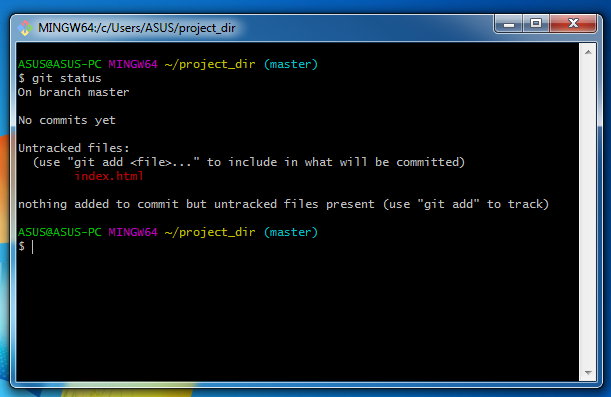 MINGW64:/c/Users/ASUS/project_dir
ASUS@ASUS-PC MINGW64 ~/project_dir (master)
$ git status
On branch master
No commits yet
Untracked files:
  (use "git add <file>..." to include in what will be committed)
        index.html
nothing added to commit but untracked files present (use "git add" to track)
ASUS@ASUS-PC MINGW64 ~/project_dir (master)
$